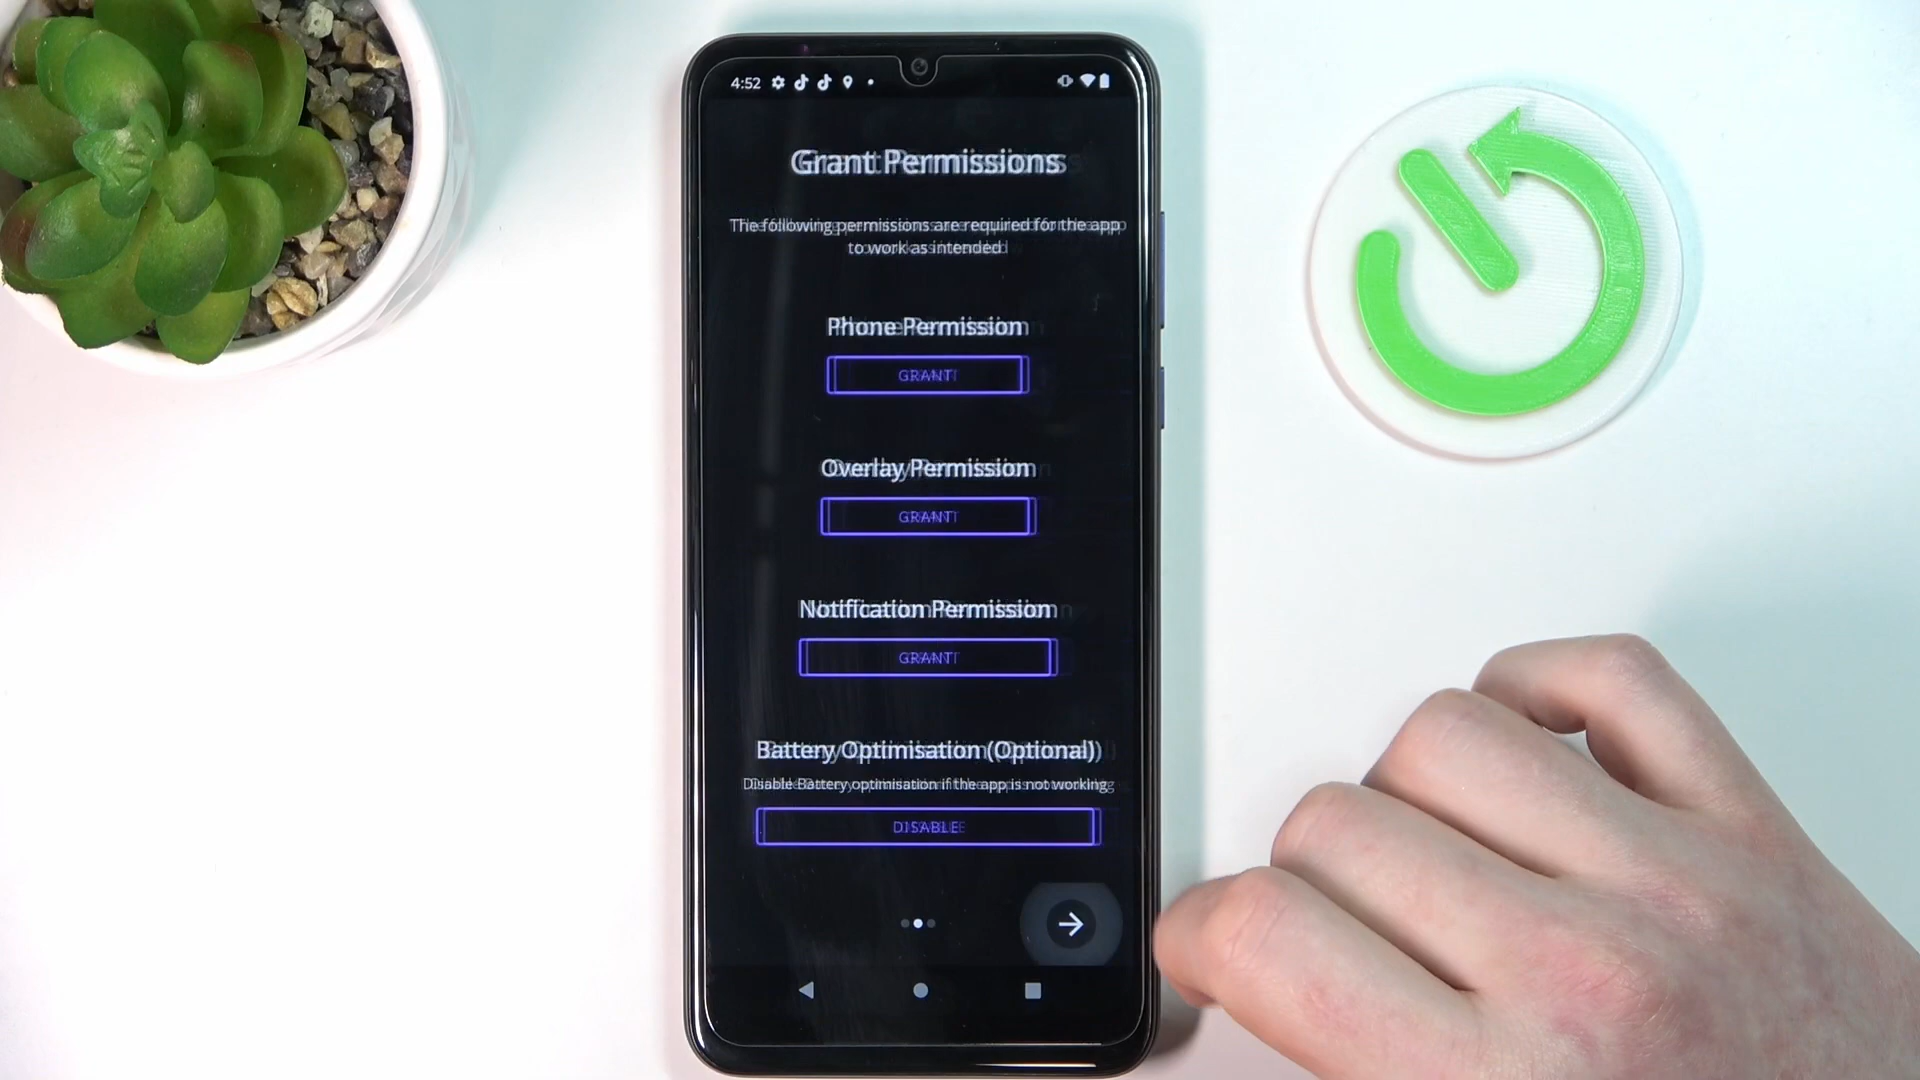 4:52
Grant Permissions
The following permissions are required for the app
to work as intended
Phone Permission
GRANT
Overlay Permission
GRANT
Notification Permission
GRANT
Battery Optimisation (Optional)
Disable Battery optimisation if the app is not working
DISABLE